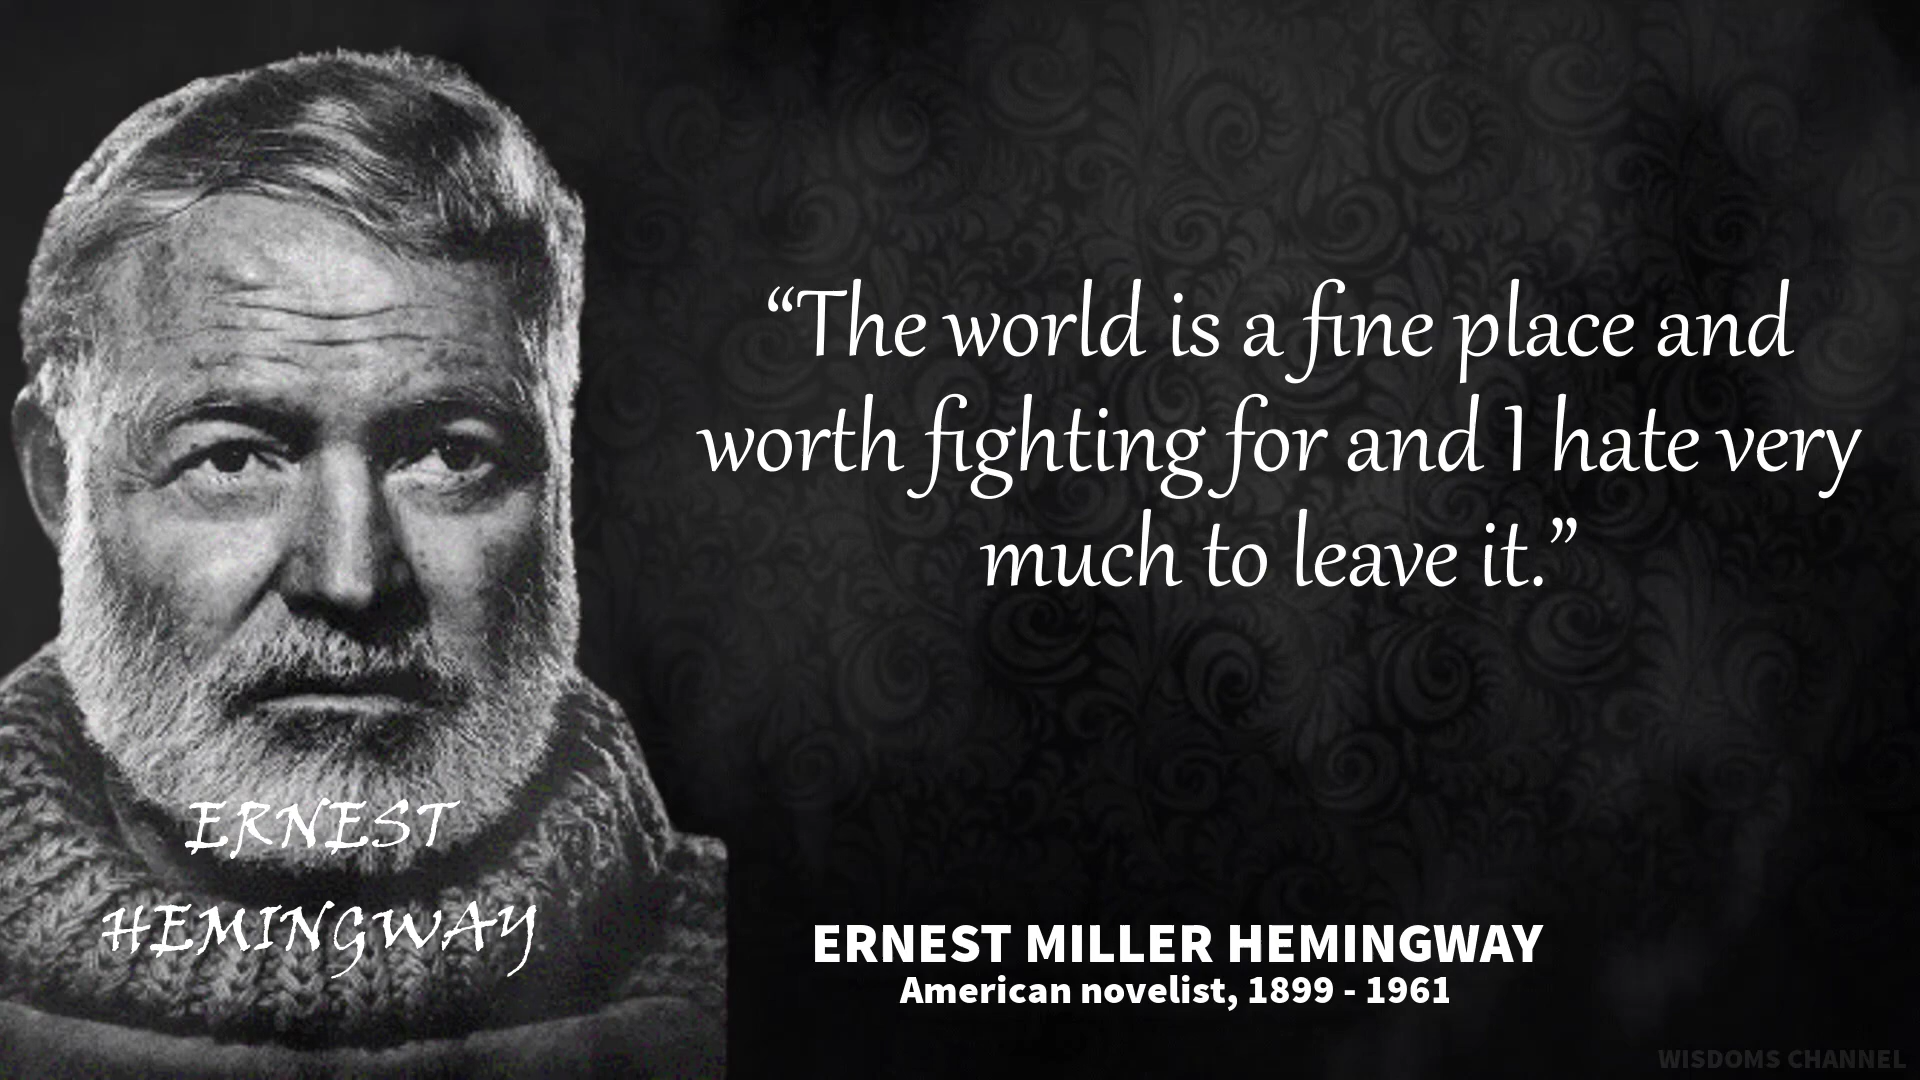 “The world is a fine place and
worth fighting for and I hate very
much to leave it.”
ERNEST
HEMINGWAY
ERNEST MILLER HEMINGWAY
American novelist, 1899 - 1961
WISDOMS CHANNEL